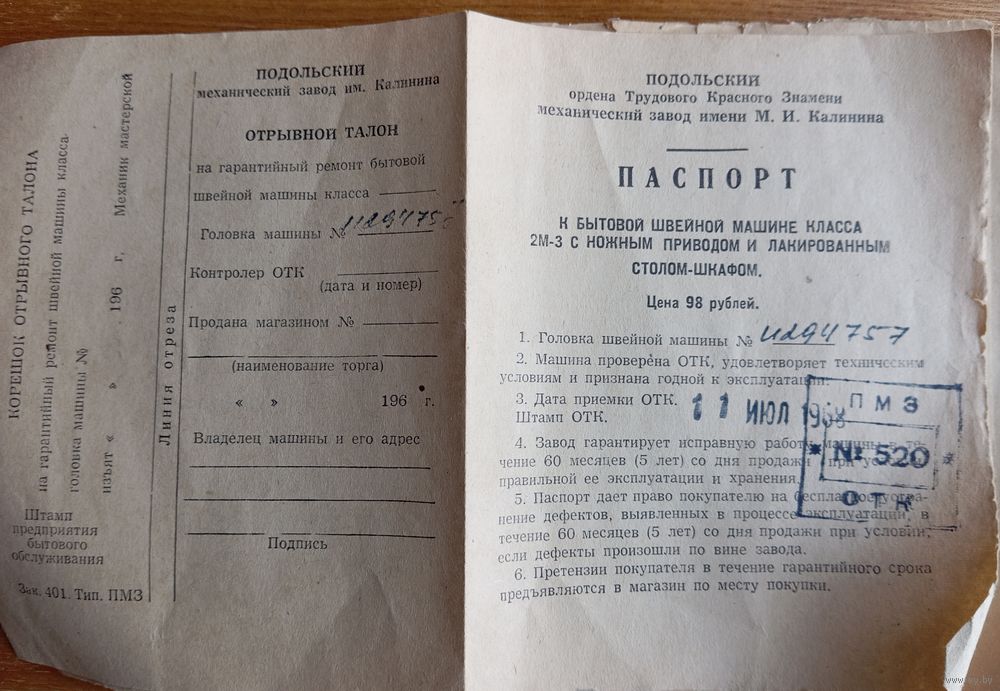 КОРЕШОК ОТРЫВНОГО ТАЛОНА
на гарантийный ремонт швейной машины класса
головка машины №
изъят « » 196 г. Механик мастерской
Штамп
предприятия
бытового
обслуживания
Зак. 401. Тип. ПМЗ
Линия отреза
ПОДОЛЬСКИЙ
механический завод им. Калинина
ОТРЫВНОЙ ТАЛОН
на гарантийный ремонт бытовой
швейной машины класса
Головка машины №
Контролер ОТК
(дата и номер)
Продана магазином №
(наименование торга)
« » 196 г.
Владелец машины и его адрес
Подпись
ПОДОЛЬСКИЙ
ордена Трудового Красного Знамени
механический завод имени М. И. Калинина
ПАСПОРТ
К БЫТОВОЙ ШВЕЙНОЙ МАШИНЕ КЛАССА
2М-3 С НОЖНЫМ ПРИВОДОМ И ЛАКИРОВАННЫМ
СТОЛОМ-ШКАФОМ.
Цена 98 рублей.
1. Головка швейной машины № И294757
2. Машина проверена ОТК, удовлетворяет техническим
условиям и признана годной к эксплуатации.
3. Дата приемки ОТК. 11 ИЮЛ 1968
Штамп ОТК.
ПМЗ
* № 520 *
ОТК
4. Завод гарантирует исправную работу машины в те-
чение 60 месяцев (5 лет) со дня продажи при
правильной ее эксплуатации и хранения.
5. Паспорт дает право покупателю на бесплатное устра-
нение дефектов, выявленных в процессе эксплуатации, в
течение 60 месяцев (5 лет) со дня продажи при условии,
если дефекты произошли по вине завода.
6. Претензии покупателя в течение гарантийного срока
предъявляются в магазин по месту покупки.